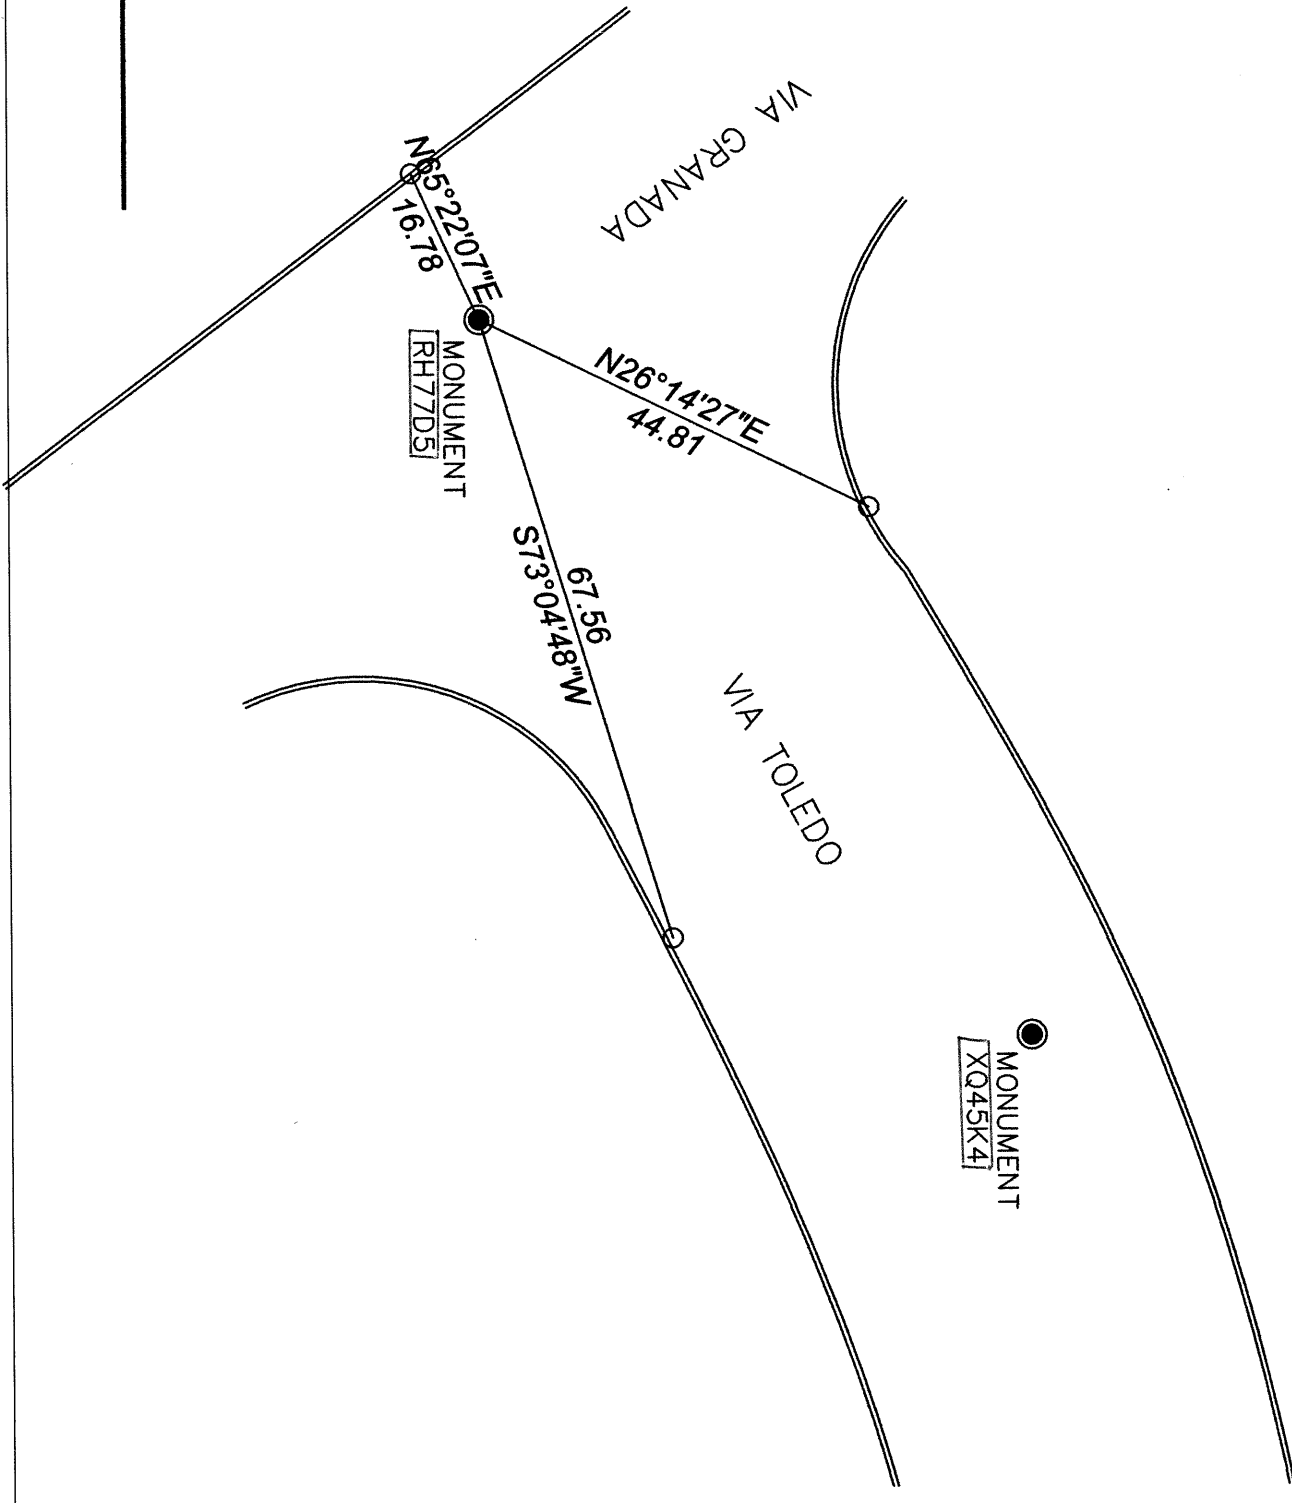 VIA GRANADA
N65°22'07"E
16.78
MONUMENT
RH77D5
N26°14'27"E
44.81
67.56
S73°04'48"W
VIA TOLEDO
MONUMENT
XQ45K4